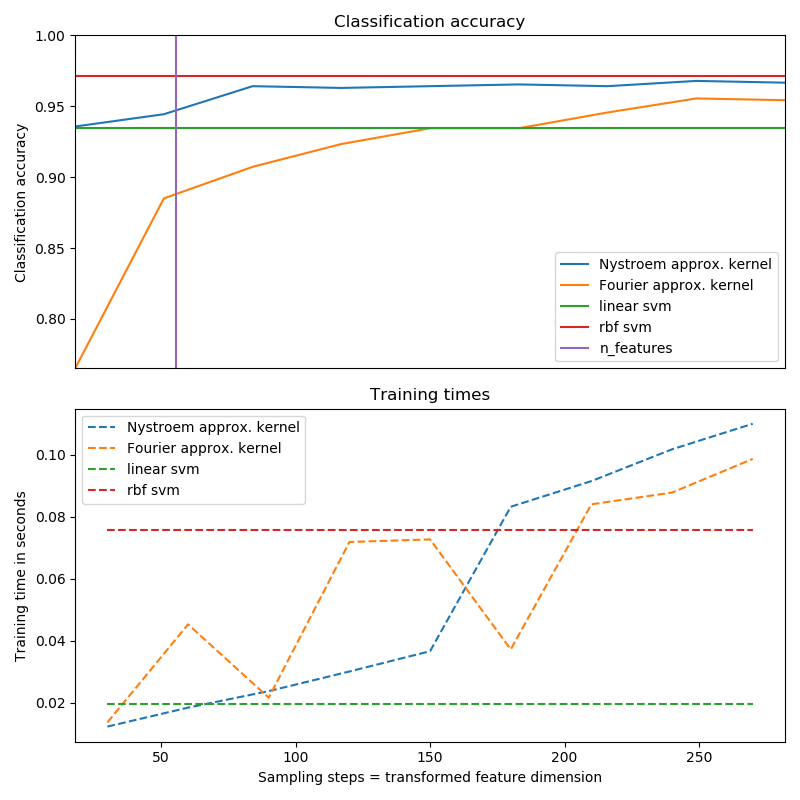 Classification accuracy
Classification accuracy
1.00
0.95
0.90
0.85
0.80
Nystroem approx. kernel
Fourier approx. kernel
linear svm
rbf svm
n_features
Training times
Training time in seconds
0.10
0.08
0.06
0.04
0.02
Nystroem approx. kernel
Fourier approx. kernel
linear svm
rbf svm
50 100 150 200 250
Sampling steps = transformed feature dimension